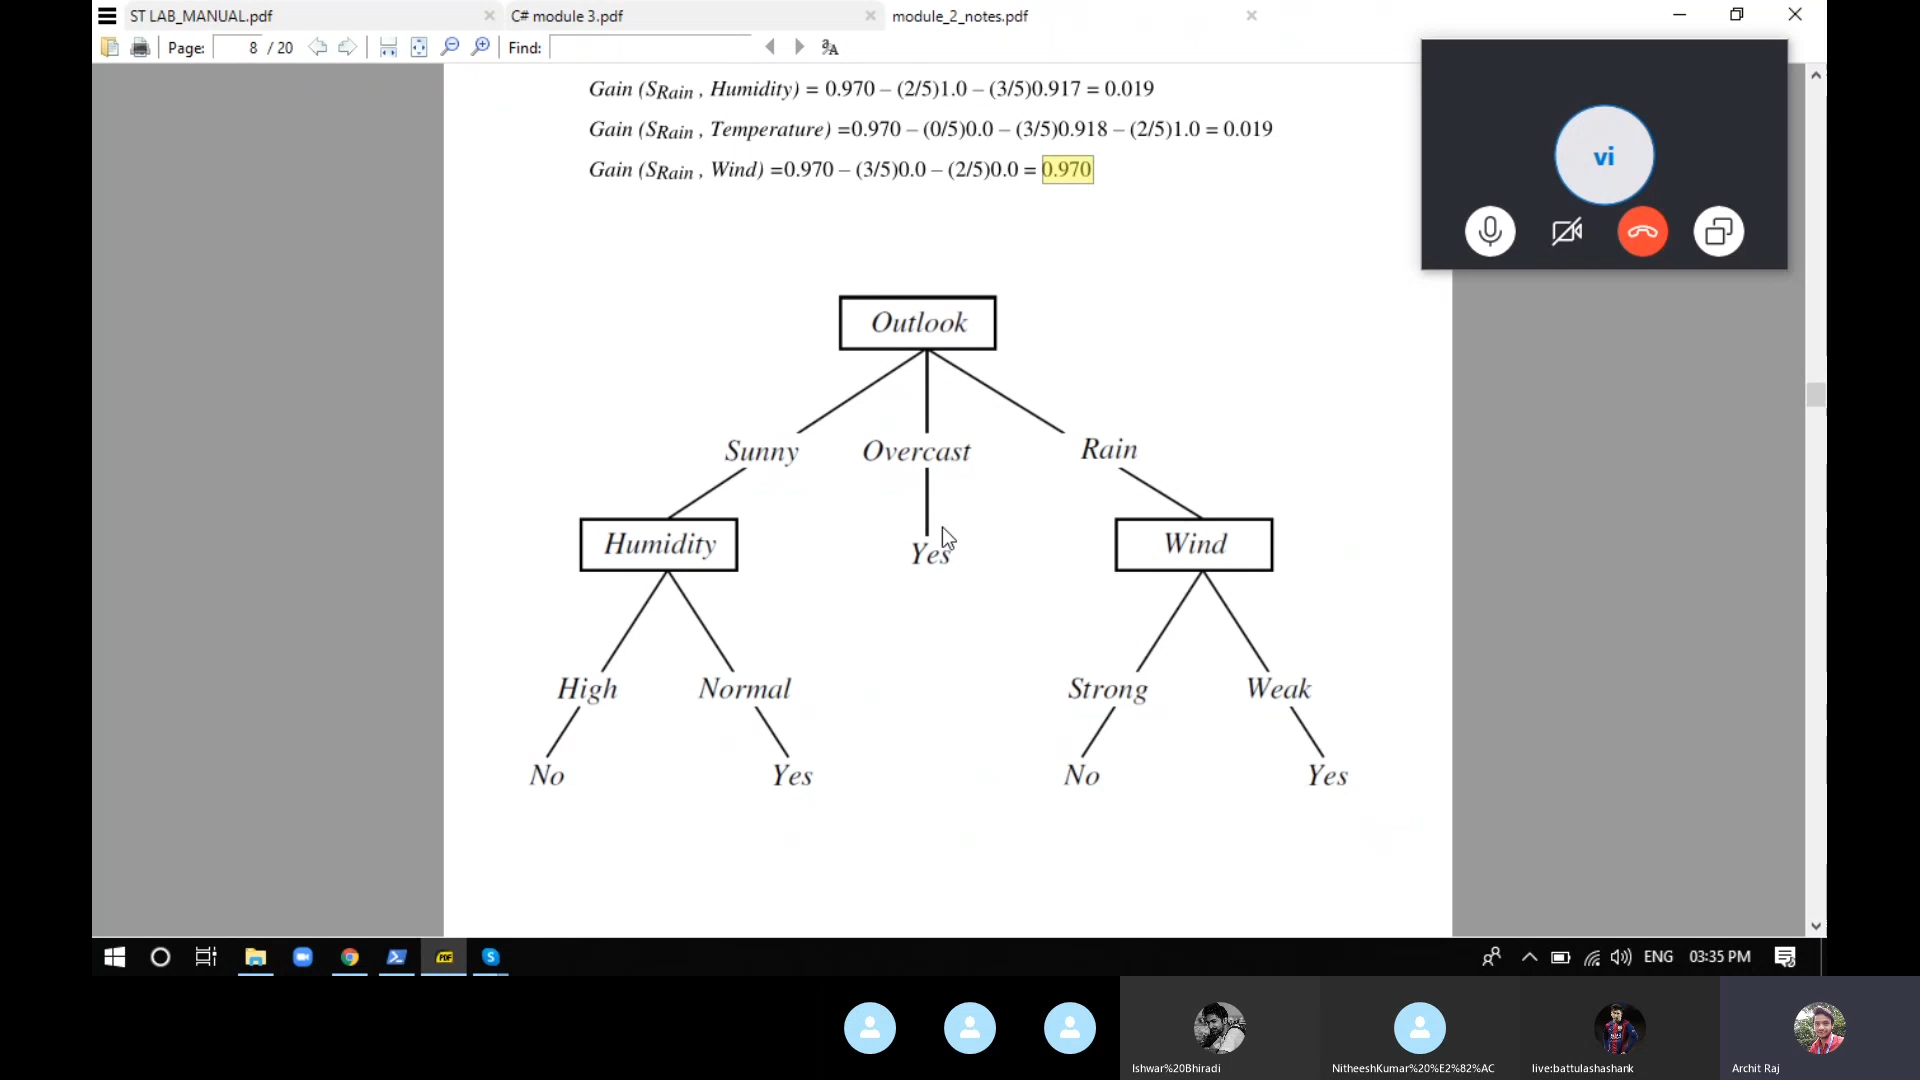 ST LAB_MANUAL.pdf
C# module 3.pdf
module_2_notes.pdf
Page: 8 / 20 Find:
Gain (SRain , Humidity) = 0.970 – (2/5)1.0 – (3/5)0.917 = 0.019
Gain (SRain , Temperature) =0.970 – (0/5)0.0 – (3/5)0.918 – (2/5)1.0 = 0.019
Gain (SRain , Wind) =0.970 – (3/5)0.0 – (2/5)0.0 = 0.970
vi
Outlook
Sunny Overcast Rain
Humidity Yes Wind
High Normal Strong Weak
No Yes No Yes
PDF
ENG 03:35 PM
Ishwar%20Bhiradi
NitheeshKumar%20%E2%82%AC
live:battulashashank
Archit Raj